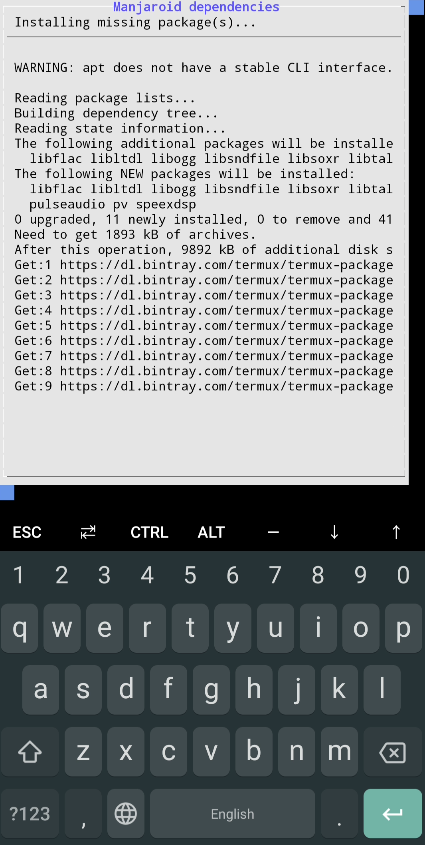 Manjaroid dependencies
Installing missing package(s)...
WARNING: apt does not have a stable CLI interface.
Reading package lists...
Building dependency tree...
Reading state information...
The following additional packages will be installe
libflac libltdl libogg libsndfile libsoxr libtal
The following NEW packages will be installed:
libflac libltdl libogg libsndfile libsoxr libtal
pulseaudio pv speexdsp
0 upgraded, 11 newly installed, 0 to remove and 41
Need to get 1893 kB of archives.
After this operation, 9892 kB of additional disk s
Get:1 https://dl.bintray.com/termux/termux-package
Get:2 https://dl.bintray.com/termux/termux-package
Get:3 https://dl.bintray.com/termux/termux-package
Get:4 https://dl.bintray.com/termux/termux-package
Get:5 https://dl.bintray.com/termux/termux-package
Get:6 https://dl.bintray.com/termux/termux-package
Get:7 https://dl.bintray.com/termux/termux-package
Get:8 https://dl.bintray.com/termux/termux-package
Get:9 https://dl.bintray.com/termux/termux-package
ESC ⇄ CTRL ALT — ↓ ↑
1 2 3 4 5 6 7 8 9 0
q w e r t y u i o p
a s d f g h j k l
z x c v b n m
?123 , English .